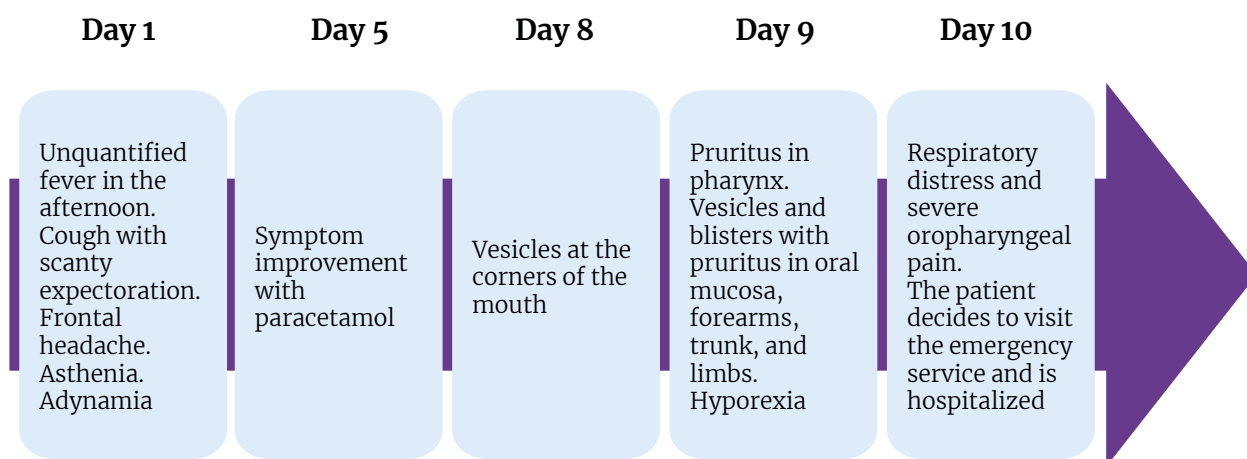 Day 1
Day 5
Day 8
Day 9
Day 10
Unquantified
fever in the
afternoon.
Cough with
scanty
expectoration.
Frontal
headache.
Asthenia.
Adynamia
Symptom
improvement
with
paracetamol
Vesicles at the
corners of the
mouth
Pruritus in
pharynx.
Vesicles and
blisters with
pruritus in oral
mucosa,
forearms,
trunk, and
limbs.
Hyporexia
Respiratory
distress and
severe
oropharyngeal
pain.
The patient
decides to visit
the emergency
service and is
hospitalized